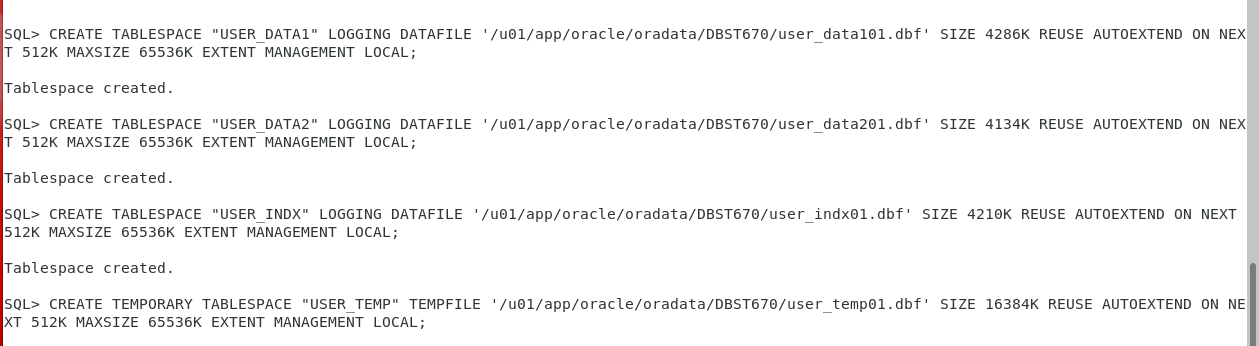 SQL> CREATE TABLESPACE "USER_DATA1" LOGGING DATAFILE '/u01/app/oracle/oradata/DBST670/user_data101.dbf' SIZE 4286K REUSE AUTOEXTEND ON NEX
T 512K MAXSIZE 65536K EXTENT MANAGEMENT LOCAL;
Tablespace created.
SQL> CREATE TABLESPACE "USER_DATA2" LOGGING DATAFILE '/u01/app/oracle/oradata/DBST670/user_data201.dbf' SIZE 4134K REUSE AUTOEXTEND ON NEX
T 512K MAXSIZE 65536K EXTENT MANAGEMENT LOCAL;
Tablespace created.
SQL> CREATE TABLESPACE "USER_INDX" LOGGING DATAFILE '/u01/app/oracle/oradata/DBST670/user_indx01.dbf' SIZE 4210K REUSE AUTOEXTEND ON NEXT
512K MAXSIZE 65536K EXTENT MANAGEMENT LOCAL;
Tablespace created.
SQL> CREATE TEMPORARY TABLESPACE "USER_TEMP" TEMPFILE '/u01/app/oracle/oradata/DBST670/user_temp01.dbf' SIZE 16384K REUSE AUTOEXTEND ON NE
XT 512K MAXSIZE 65536K EXTENT MANAGEMENT LOCAL;